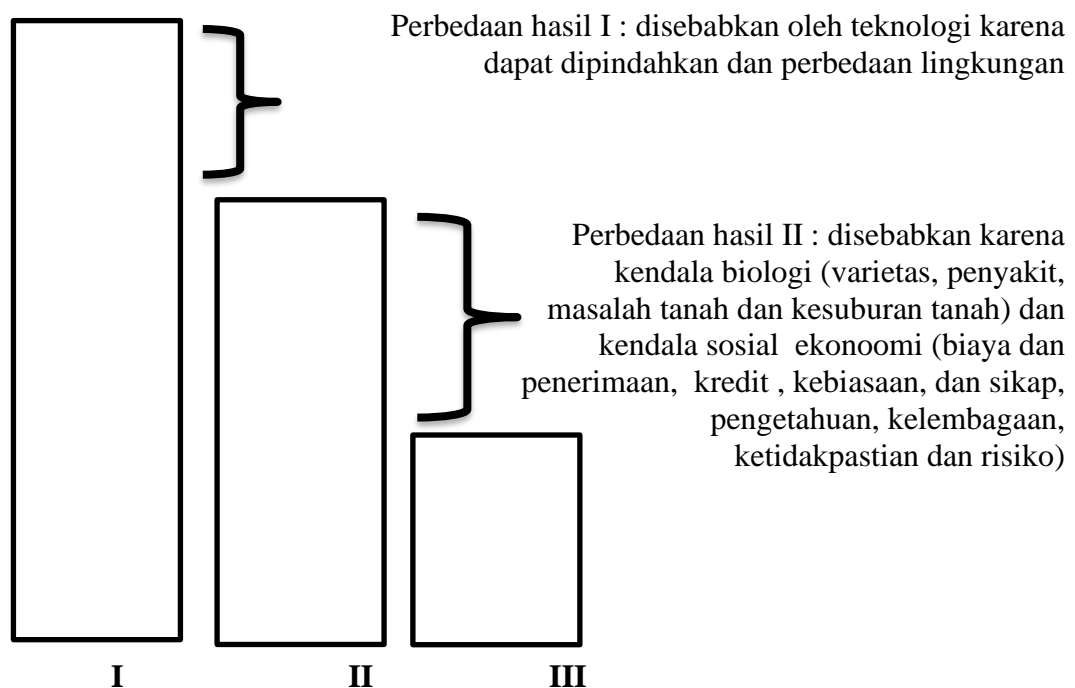 Perbedaan hasil I : disebabkan oleh teknologi karena
dapat dipindahkan dan perbedaan lingkungan
Perbedaan hasil II : disebabkan karena
kendala biologi (varietas, penyakit,
masalah tanah dan kesuburan tanah) dan
kendala sosial ekonoomi (biaya dan
penerimaan, kredit , kebiasaan, dan sikap,
pengetahuan, kelembagaan,
ketidakpastian dan risiko)
I II III